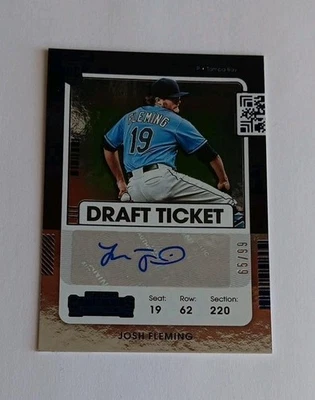 FLEMING
19
DRAFT TICKET
65/99
Seat: Row: Section:
19 62 220
JOSH FLEMING